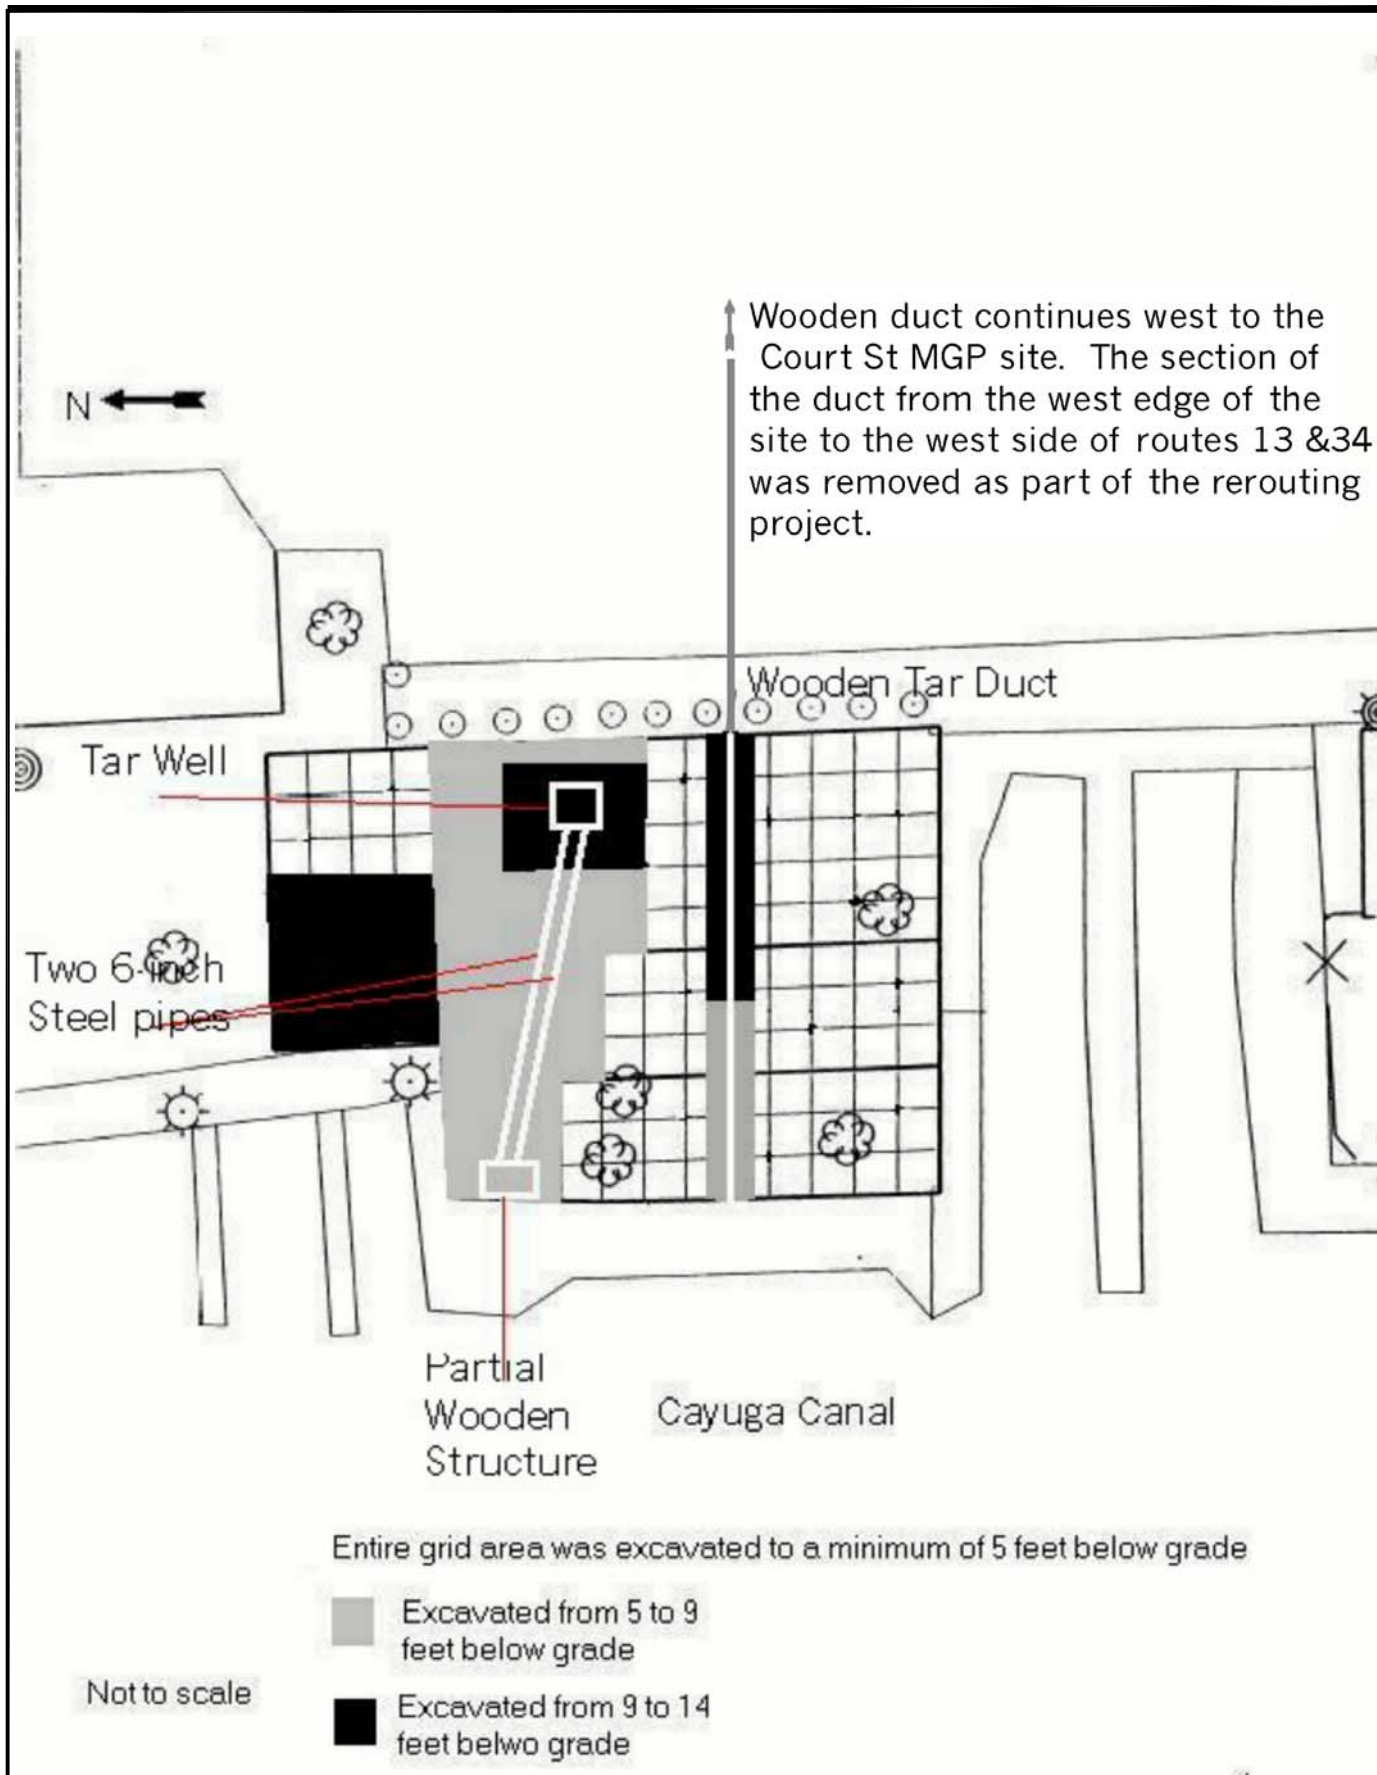 Wooden duct continues west to the
Court St MGP site. The section of
the duct from the west edge of the
site to the west side of routes 13 &34
was removed as part of the rerouting
project.
N
Wooden Tar Duct
Tar Well
Two 6-inch
Steel pipes
Partial
Wooden
Structure
Cayuga Canal
Entire grid area was excavated to a minimum of 5 feet below grade
Excavated from 5 to 9
feet below grade
Not to scale
Excavated from 9 to 14
feet belwo grade